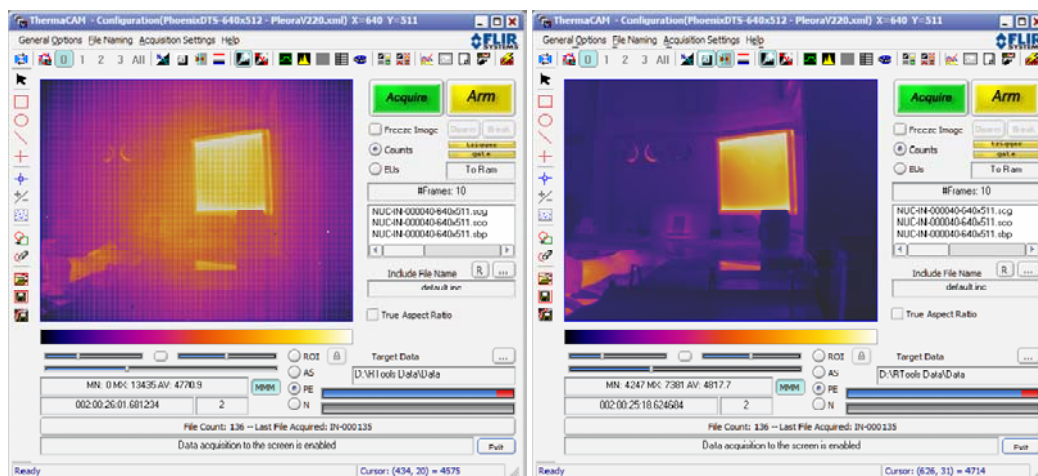 ThermaCAM - Configuration(PhoenixDTS-640x512 - PleoraV220.xml) X=640 Y=511
General Options File Naming Acquisition Settings Help
FLIR
SYSTEMS
0 1 2 3 All
Acquire Arm
Freeze Image
Counts
trigger
gate
EUs To Ram
#Frames: 10
NUC-IN-000040-640x511.scg
NUC-IN-000040-640x511.sco
NUC-IN-000040-640x511.sbp
Include File Name R ...
default.inc
True Aspect Ratio
ROI Target Data ...
AS D:\RTools Data\Data
MN: 0 MX: 13435 AV: 4770.9 MMM PE
002:00:26:01.681234 2 N
File Count: 136 -- Last File Acquired: IN-000135
Data acquisition to the screen is enabled Exit
Ready Cursor: (434, 20) = 4575
ThermaCAM - Configuration(PhoenixDTS-640x512 - PleoraV220.xml) X=640 Y=511
General Options File Naming Acquisition Settings Help
FLIR
SYSTEMS
0 1 2 3 All
Acquire Arm
Freeze Image
Counts
trigger
gate
EUs To Ram
#Frames: 10
NUC-IN-000040-640x511.scg
NUC-IN-000040-640x511.sco
NUC-IN-000040-640x511.sbp
Include File Name R ...
default.inc
True Aspect Ratio
ROI Target Data ...
AS D:\RTools Data\Data
MN: 4247 MX: 7381 AV: 4817.7 MMM PE
002:00:25:18.624684 2 N
File Count: 136 -- Last File Acquired: IN-000135
Data acquisition to the screen is enabled Exit
Ready Cursor: (626, 31) = 4714